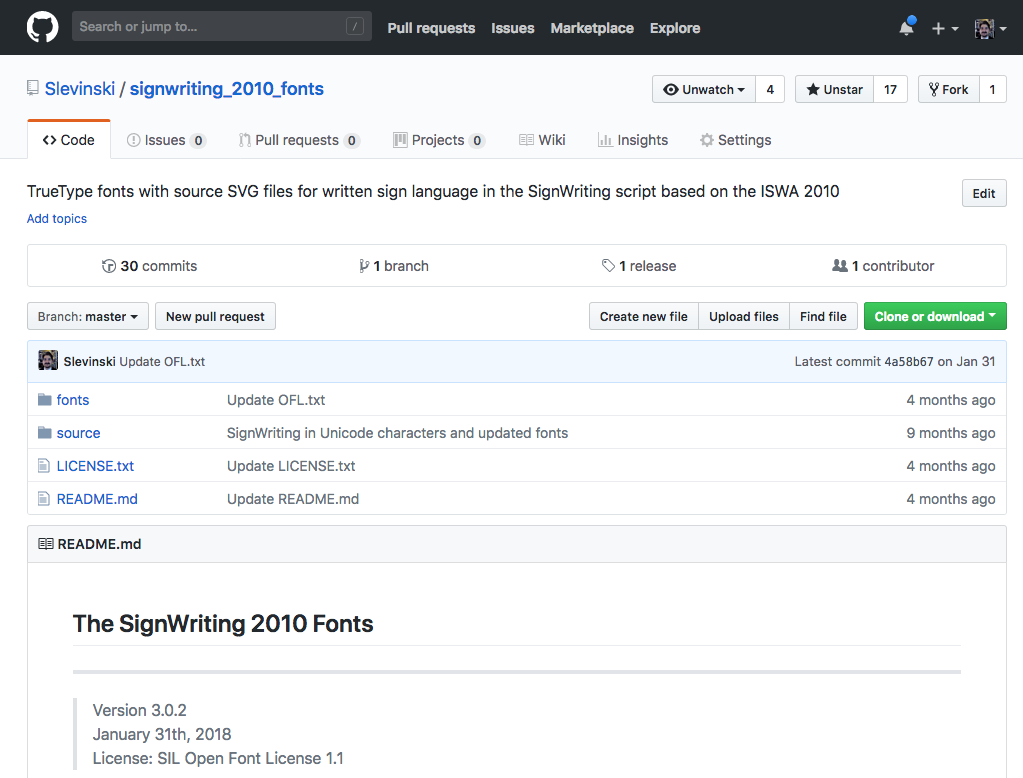 Search or jump to... / Pull requests Issues Marketplace Explore
Slevinski / signwriting_2010_fonts Unwatch 4 Unstar 17 Fork 1
Code Issues 0 Pull requests 0 Projects 0 Wiki Insights Settings
TrueType fonts with source SVG files for written sign language in the SignWriting script based on the ISWA 2010 Edit
Add topics
30 commits 1 branch 1 release 1 contributor
Branch: master New pull request Create new file Upload files Find file Clone or download
Slevinski Update OFL.txt Latest commit 4a58b67 on Jan 31
fonts Update OFL.txt 4 months ago
source SignWriting in Unicode characters and updated fonts 9 months ago
LICENSE.txt Update LICENSE.txt 4 months ago
README.md Update README.md 4 months ago
README.md
The SignWriting 2010 Fonts
Version 3.0.2
January 31th, 2018
License: SIL Open Font License 1.1